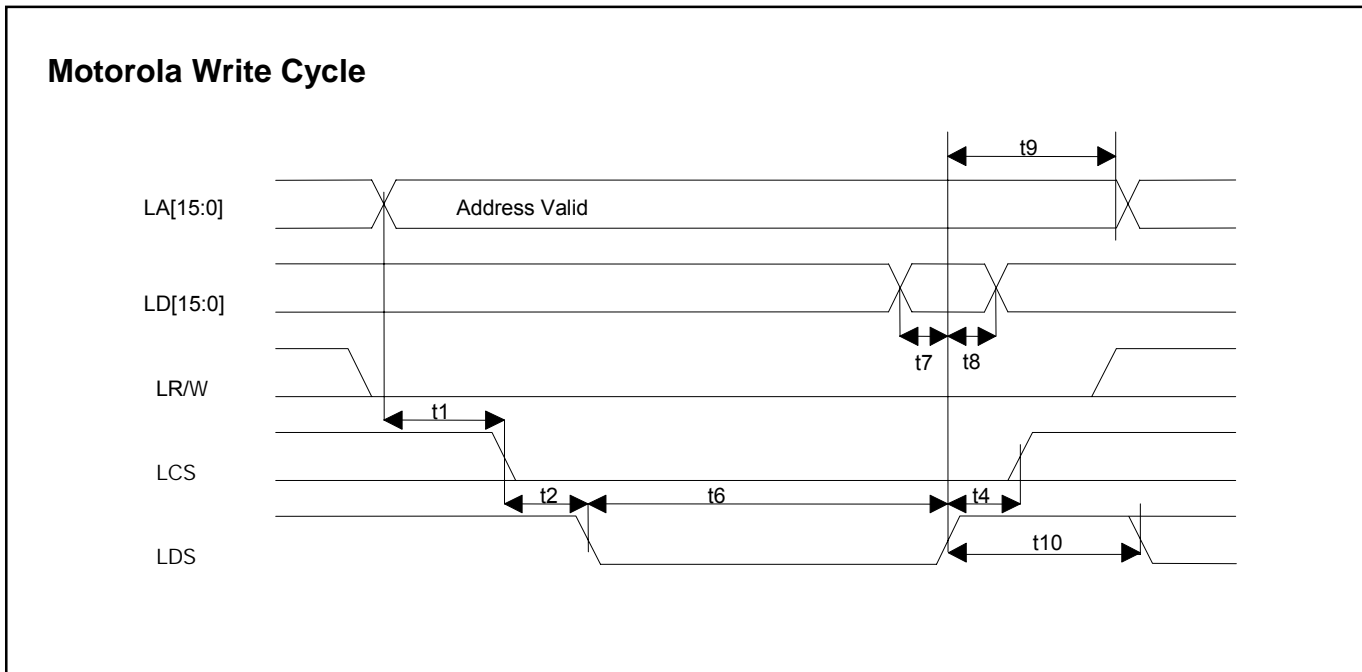 Motorola Write Cycle
t9
LA[15:0]
Address Valid
LD[15:0]
t7
t8
LR/W
t1
LCS
t2
t6
t4
LDS
t10